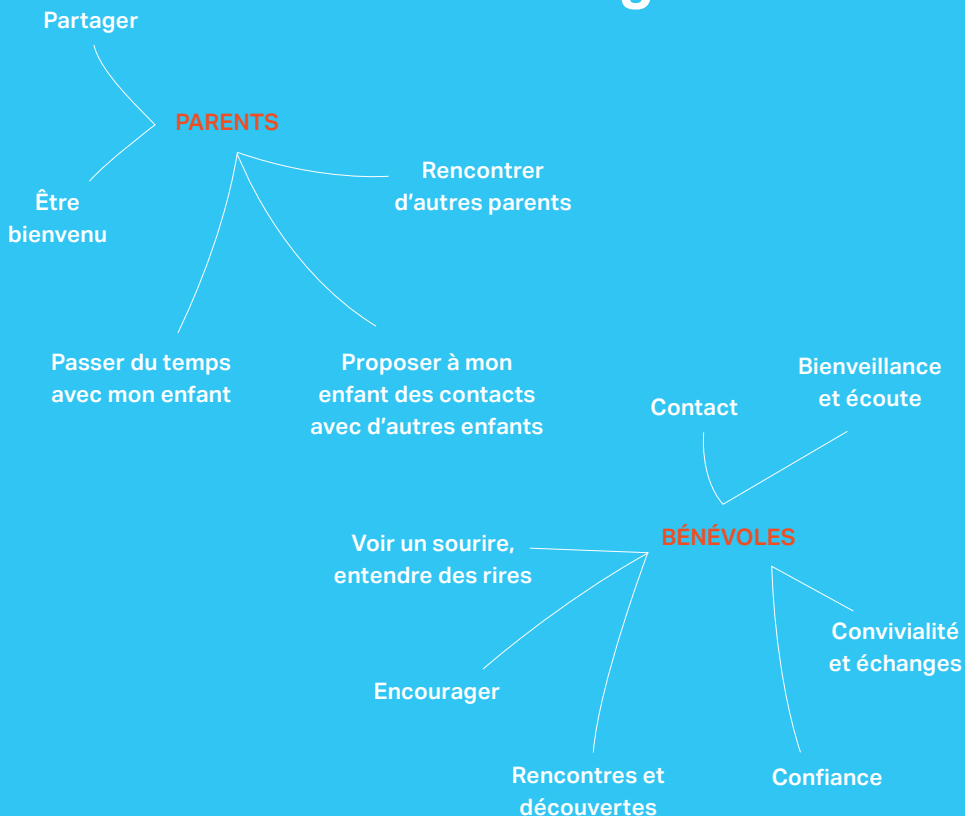 Partager
PARENTS
Rencontrer
d'autres parents
Être
bienvenu
Passer du temps
avec mon enfant
Proposer à mon
enfant des contacts
avec d'autres enfants
Bienveillance
et écoute
Contact
BÉNÉVOLES
Voir un sourire,
entendre des rires
Convivialité
et échanges
Encourager
Rencontres et
découvertes
Confiance